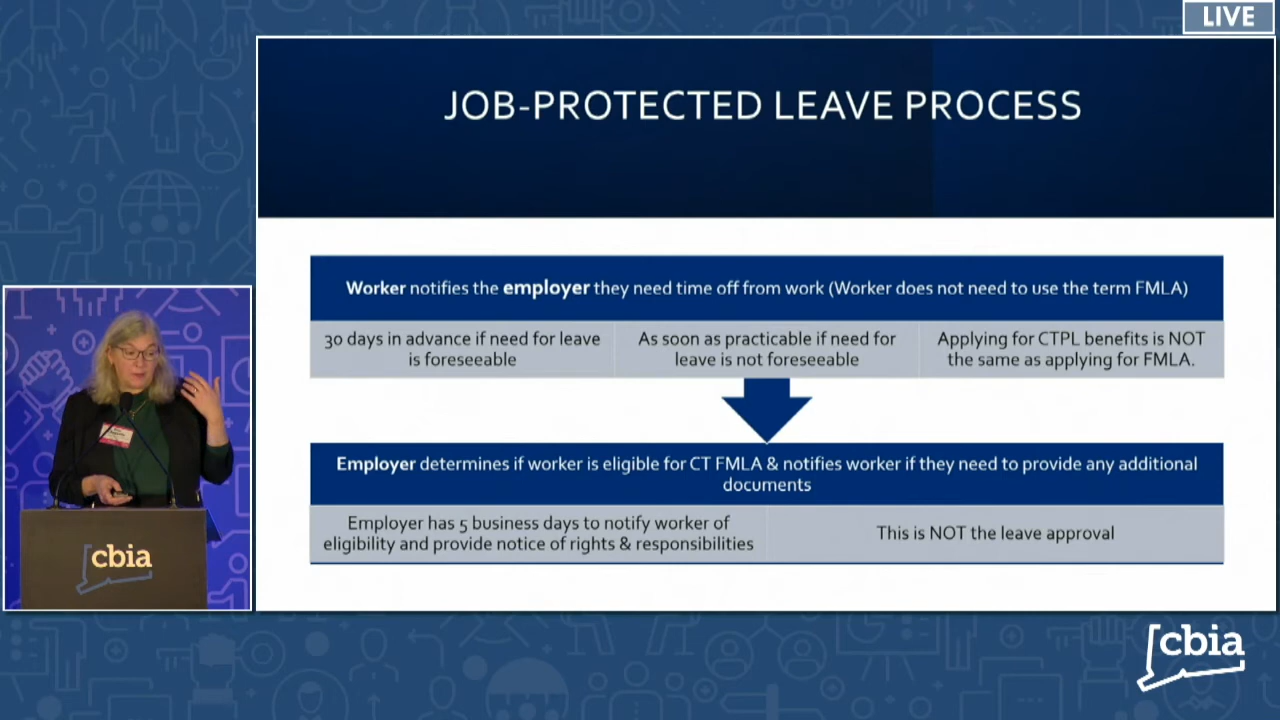 LIVE
JOB-PROTECTED LEAVE PROCESS
Worker notifies the employer they need time off from work (Worker does not need to use the term FMLA)
30 days in advance if need for leave
is foreseeable
As soon as practicable if need for
leave is not foreseeable
Applying for CTPL benefits is NOT
the same as applying for FMLA.
Employer determines if worker is eligible for CT FMLA & notifies worker if they need to provide any additional
documents
Employer has 5 business days to notify worker of
eligibility and provide notice of rights & responsibilities
This is NOT the leave approval
cbia
cbia